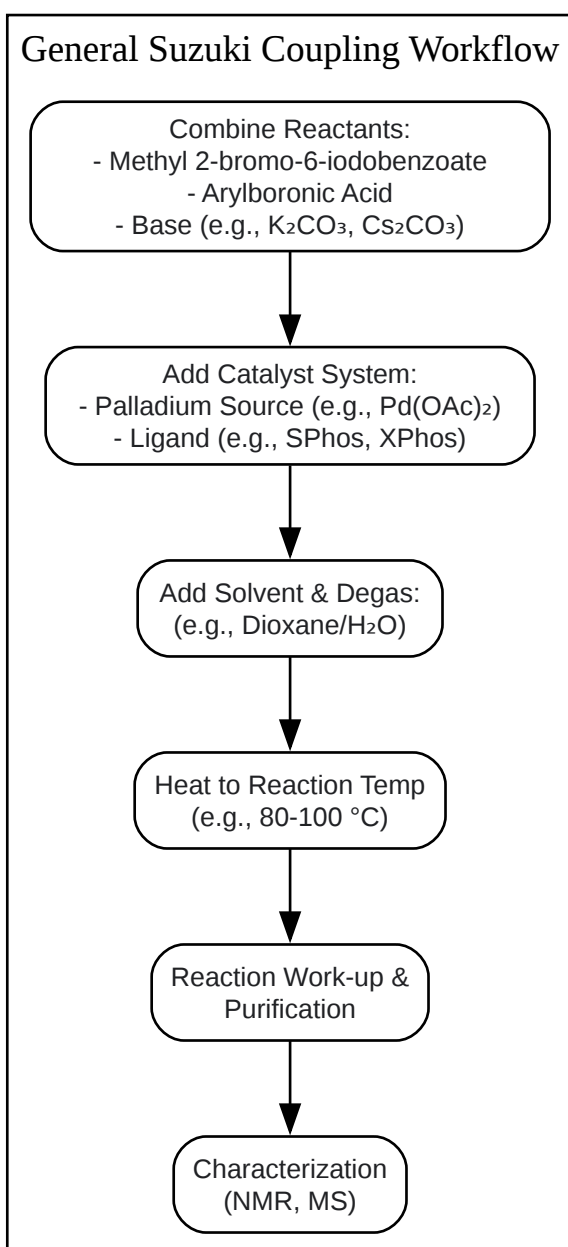 General Suzuki Coupling Workflow
Combine Reactants:
- Methyl 2-bromo-6-iodobenzoate
- Arylboronic Acid
- Base (e.g., K₂CO₃, Cs₂CO₃)
Add Catalyst System:
- Palladium Source (e.g., Pd(OAc)₂)
- Ligand (e.g., SPhos, XPhos)
Add Solvent & Degas:
(e.g., Dioxane/H₂O)
Heat to Reaction Temp
(e.g., 80-100 °C)
Reaction Work-up &
Purification
Characterization
(NMR, MS)